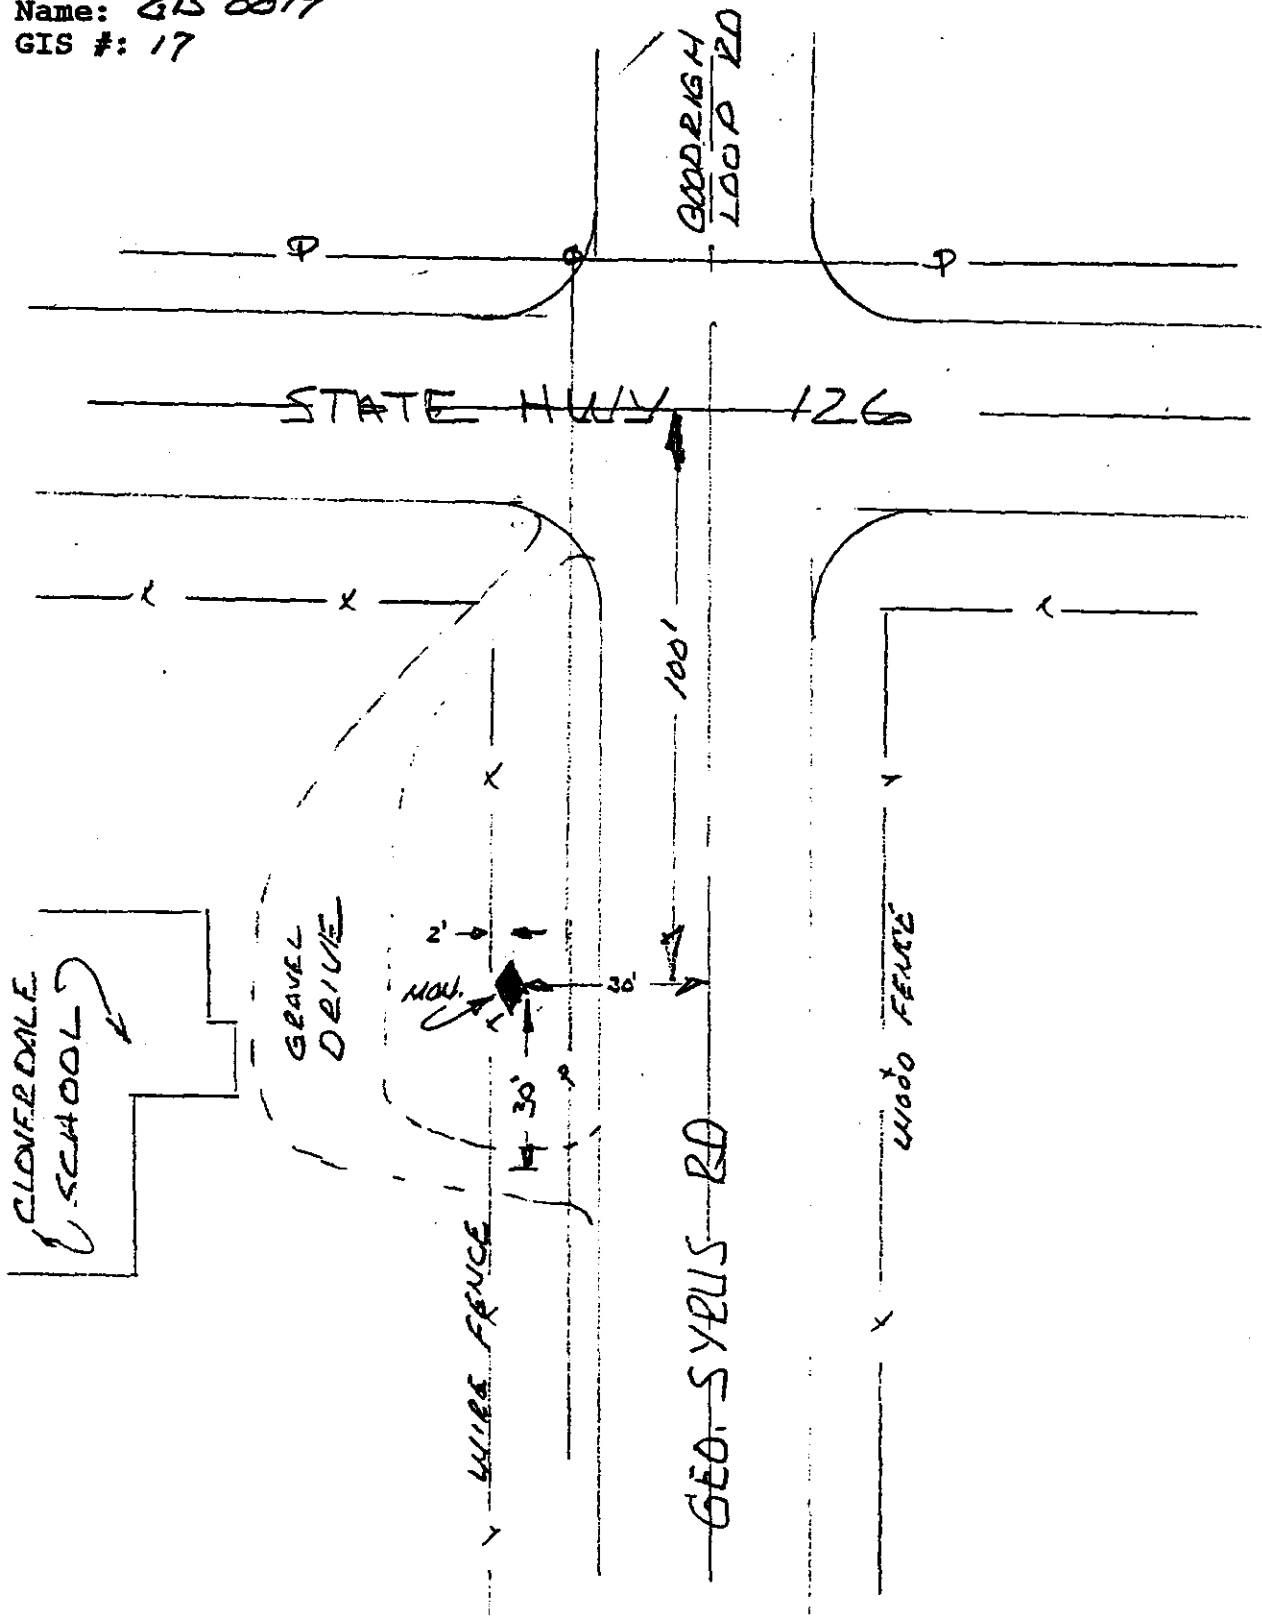 Name: GIS 0017
GIS #: 17
GOODRIGH
LOOP RD
P
P
STATE HWY 126
X
X
X
100'
X
X
2'
GRAVEL
DRIVE
MON.
30'
X
30'
P
X
WOOD FENCE
CLOVERDALE
SCHOOL
WIRE FENCE
X
GEO. SYRUS RD
X
X